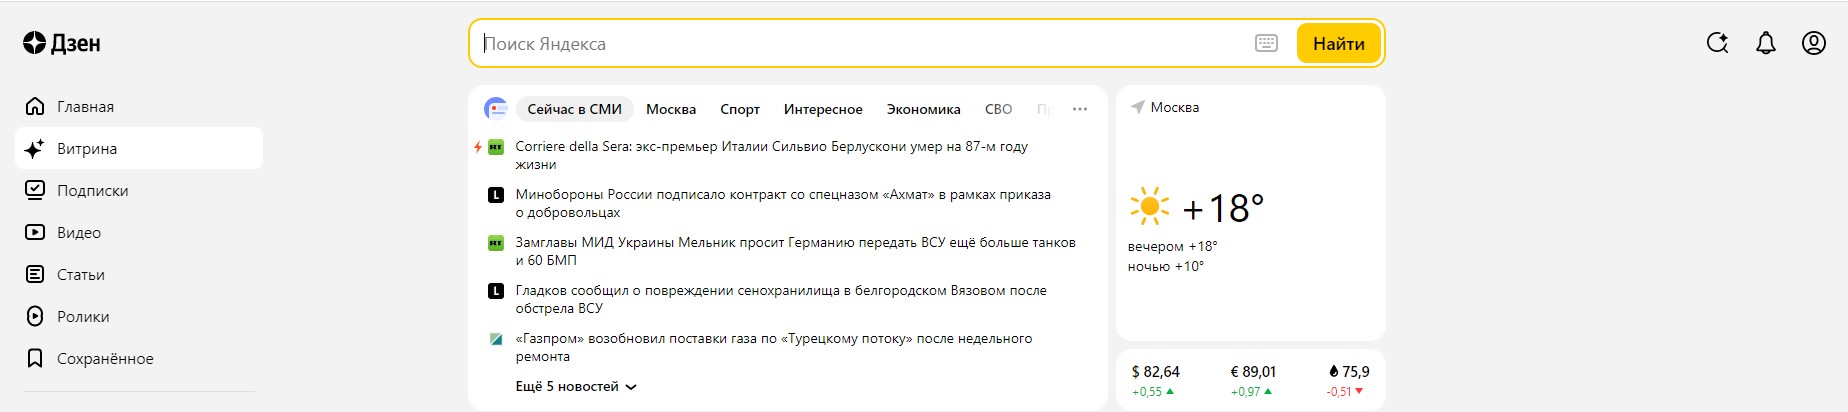 Дзен
Поиск Яндекса
Найти
Главная
Витрина
Подписки
Видео
Статьи
Ролики
Сохранённое
Сейчас в СМИ Москва Спорт Интересное Экономика СВО
Corriere della Sera: экс-премьер Италии Сильвио Берлускони умер на 87-м году
жизни
Минобороны России подписало контракт со спецназом «Ахмат» в рамках приказа
о добровольцах
Замглавы МИД Украины Мельник просит Германию передать ВСУ ещё больше танков
и 60 БМП
Гладков сообщил о повреждении сенохранилища в белгородском Вязовом после
обстрела ВСУ
«Газпром» возобновил поставки газа по «Турецкому потоку» после недельного
ремонта
Ещё 5 новостей
Москва
+18°
вечером +18°
ночью +10°
$ 82,64 € 89,01 75,9
+0,55 +0,97 -0,51